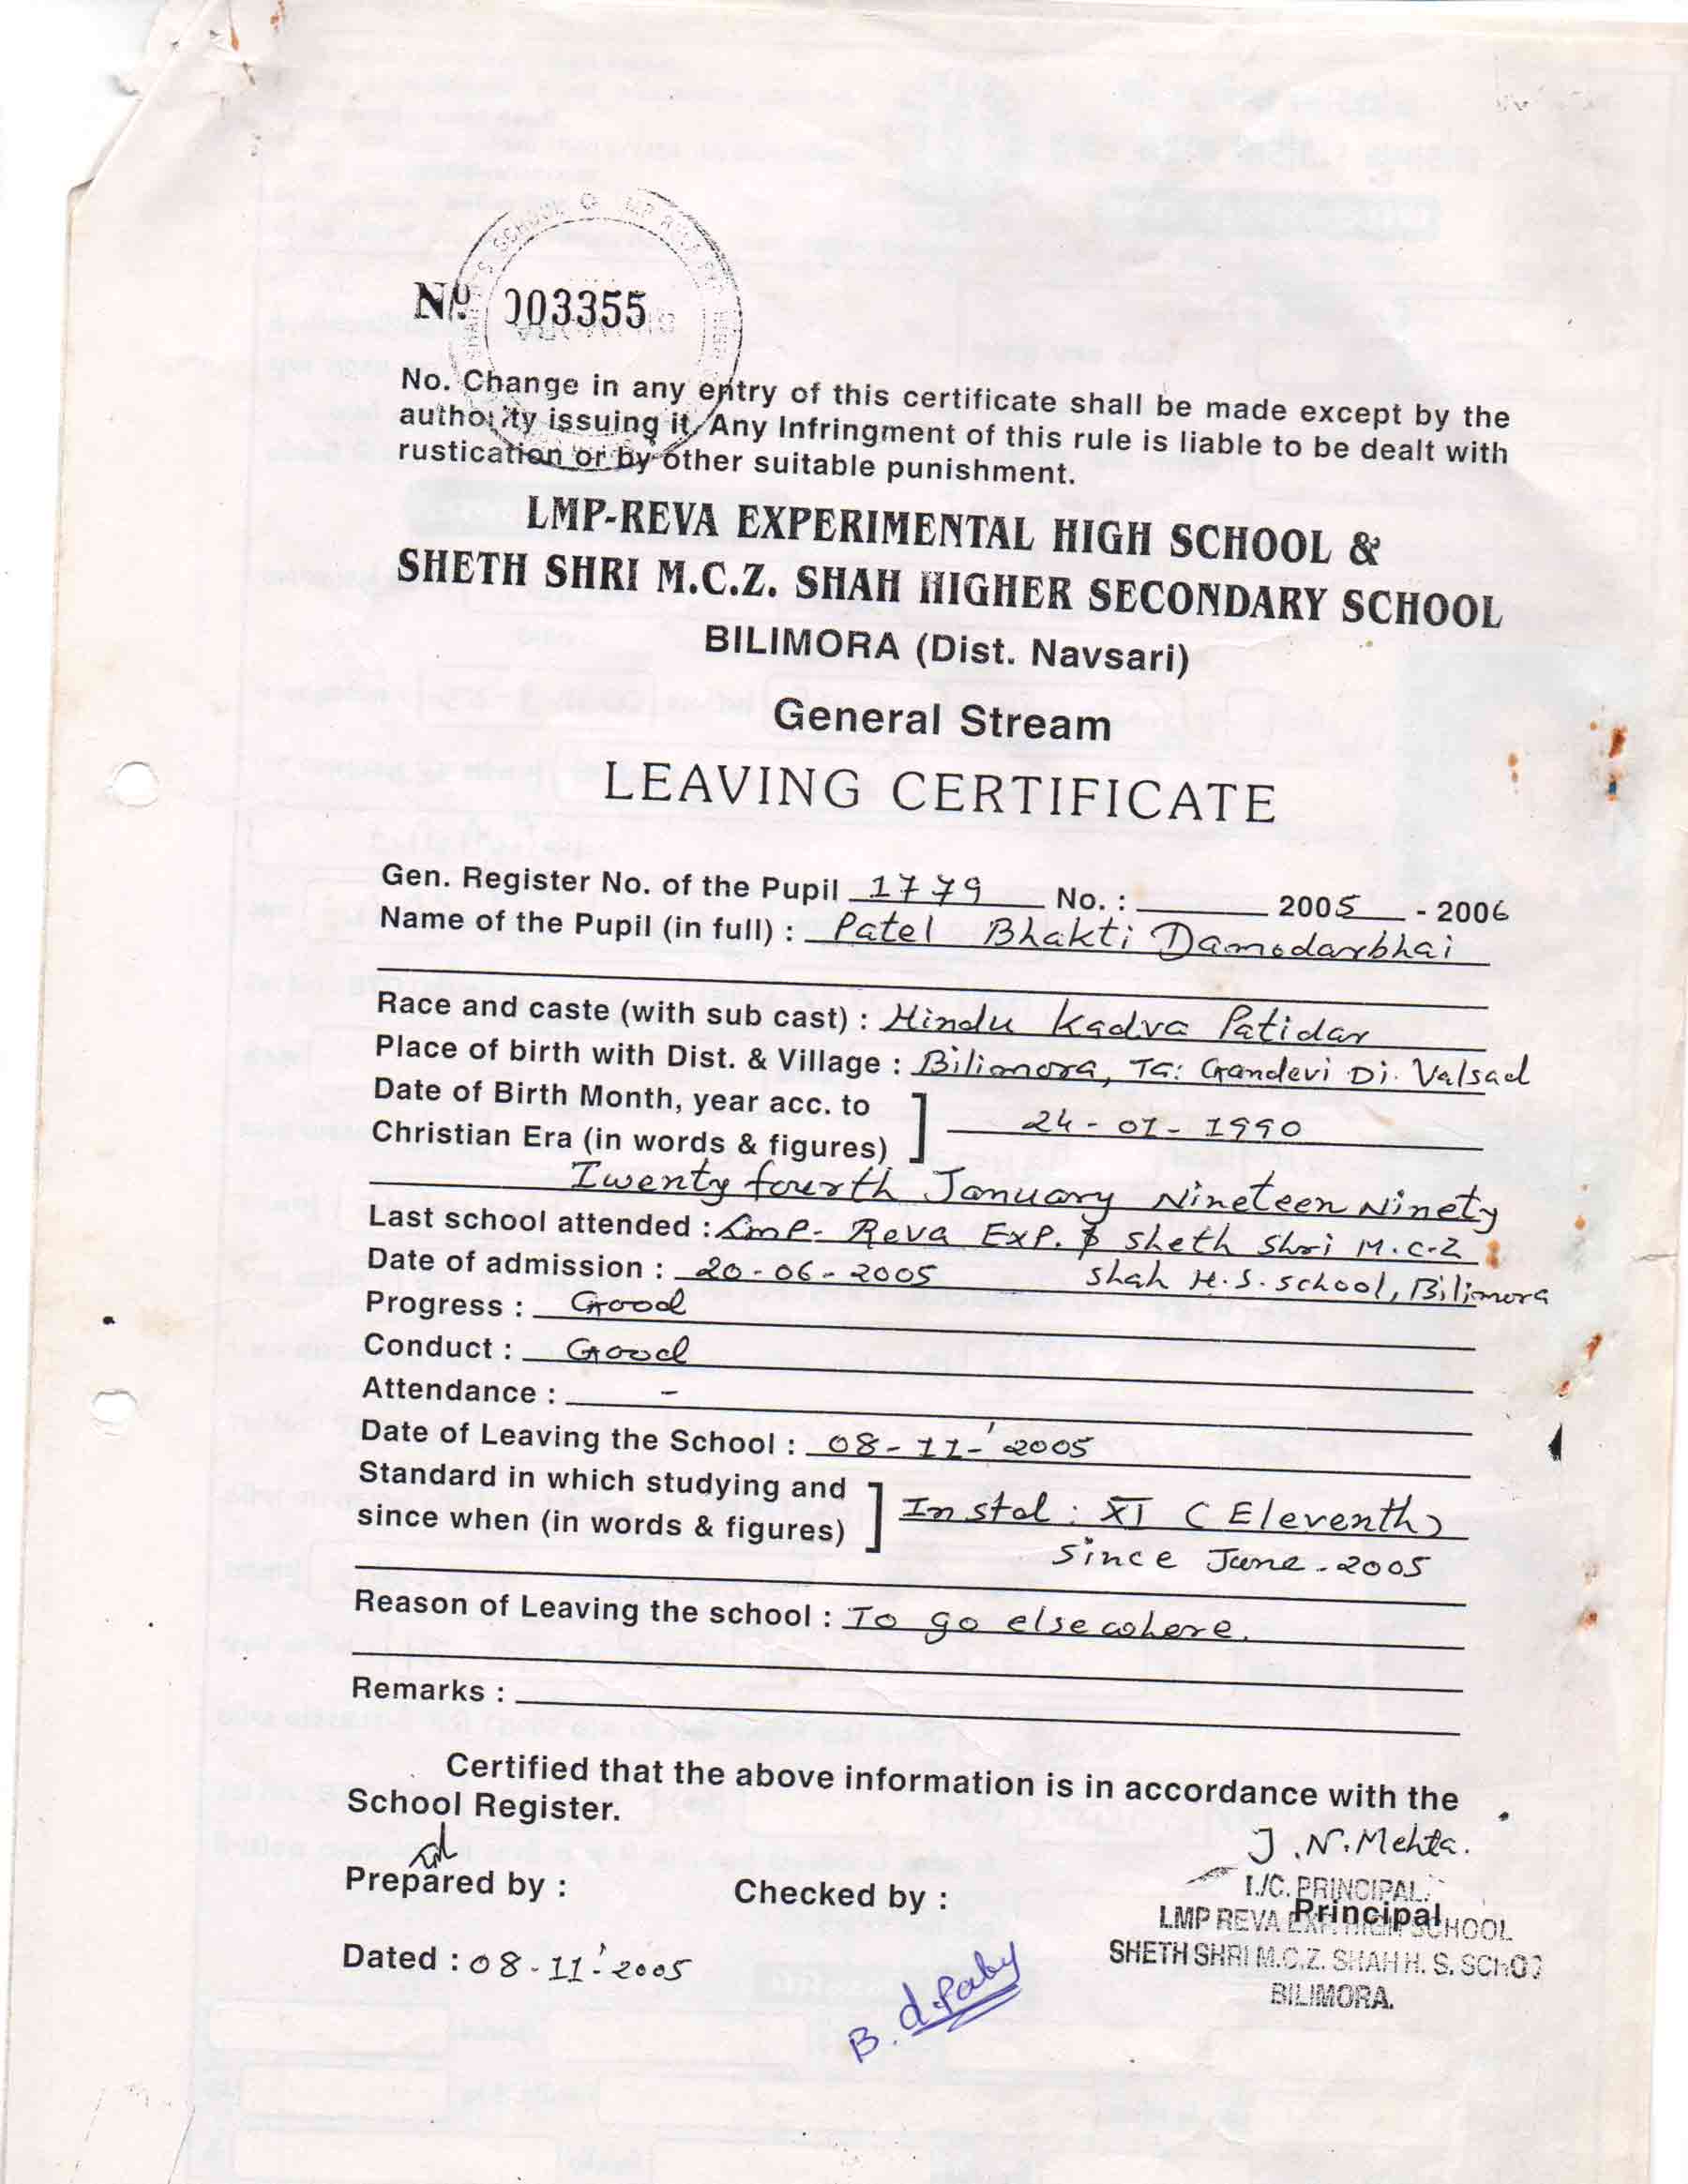 No. 003355
No. Change in any entry of this certificate shall be made except by the
authority issuing it, Any Infringment of this rule is liable to be dealt with
rustication or by other suitable punishment.
LMP-REVA EXPERIMENTAL HIGH SCHOOL &
SHETH SHRI M.C.Z. SHAH HIGHER SECONDARY SCHOOL
BILIMORA (Dist. Navsari)
General Stream
LEAVING CERTIFICATE
Gen. Register No. of the Pupil 1779 No. : 2005 - 2006
Name of the Pupil (in full) : Patel Bhakti Damodarbhai
Race and caste (with sub cast) : Hindu Kadva Patidar
Place of birth with Dist. & Village : Bilimora, Ta: Gandevi Di. Valsad
Date of Birth Month, year acc. to
Christian Era (in words & figures) ] 24-01-1990
Twenty fourth January Nineteen Ninety
Last school attended : Lmp. Reva Exp. & Sheth Shri M.C.Z
Date of admission : 20-06-2005 Shah H.S. School, Bilimora
Progress : Good
Conduct : Good
Attendance : -
Date of Leaving the School : 08-11-2005
Standard in which studying and
since when (in words & figures) ] In std : XI (Eleventh)
Since June-2005
Reason of Leaving the school : To go elsewhere.
Remarks :
Certified that the above information is in accordance with the
School Register.
J.N.Mehta.
Prepared by : Checked by : I./C. PRINCIPAL.
Principal
LMP REVA EXP. HIGH SCHOOL
SHETH SHRI M.C.Z. SHAH H. S. SCHOO
Dated : 08-11-2005
BILIMORA.